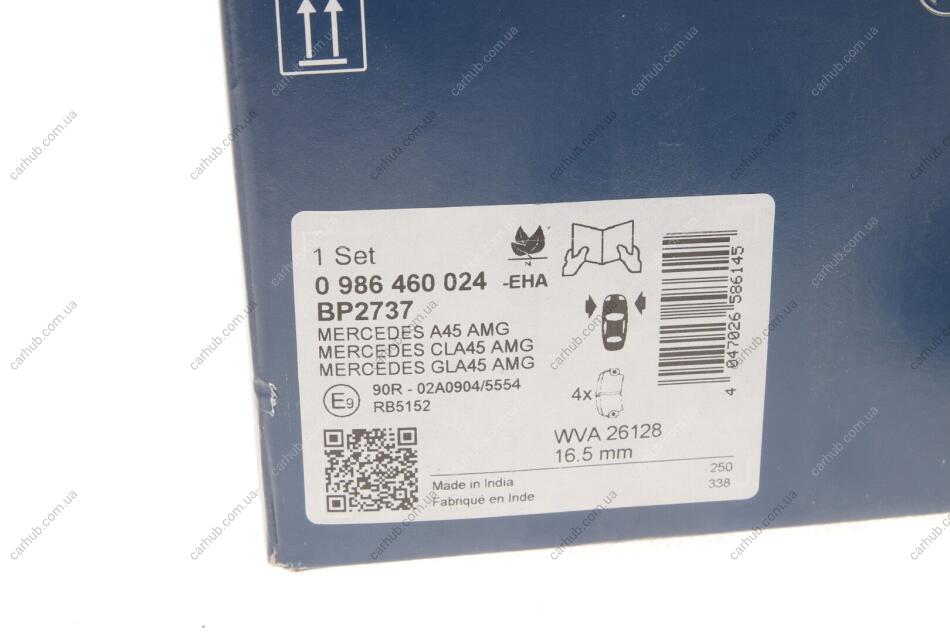 1 Set
0 986 460 024 -EHA
BP2737
MERCEDES A45 AMG
MERCEDES CLA45 AMG
MERCEDES GLA45 AMG
E9
90R - 02A0904/5554
RB5152
4x
WVA 26128
16.5 mm
Made in India
Fabriqué en Inde
250
338
4 047026 586145
carhub.com.ua